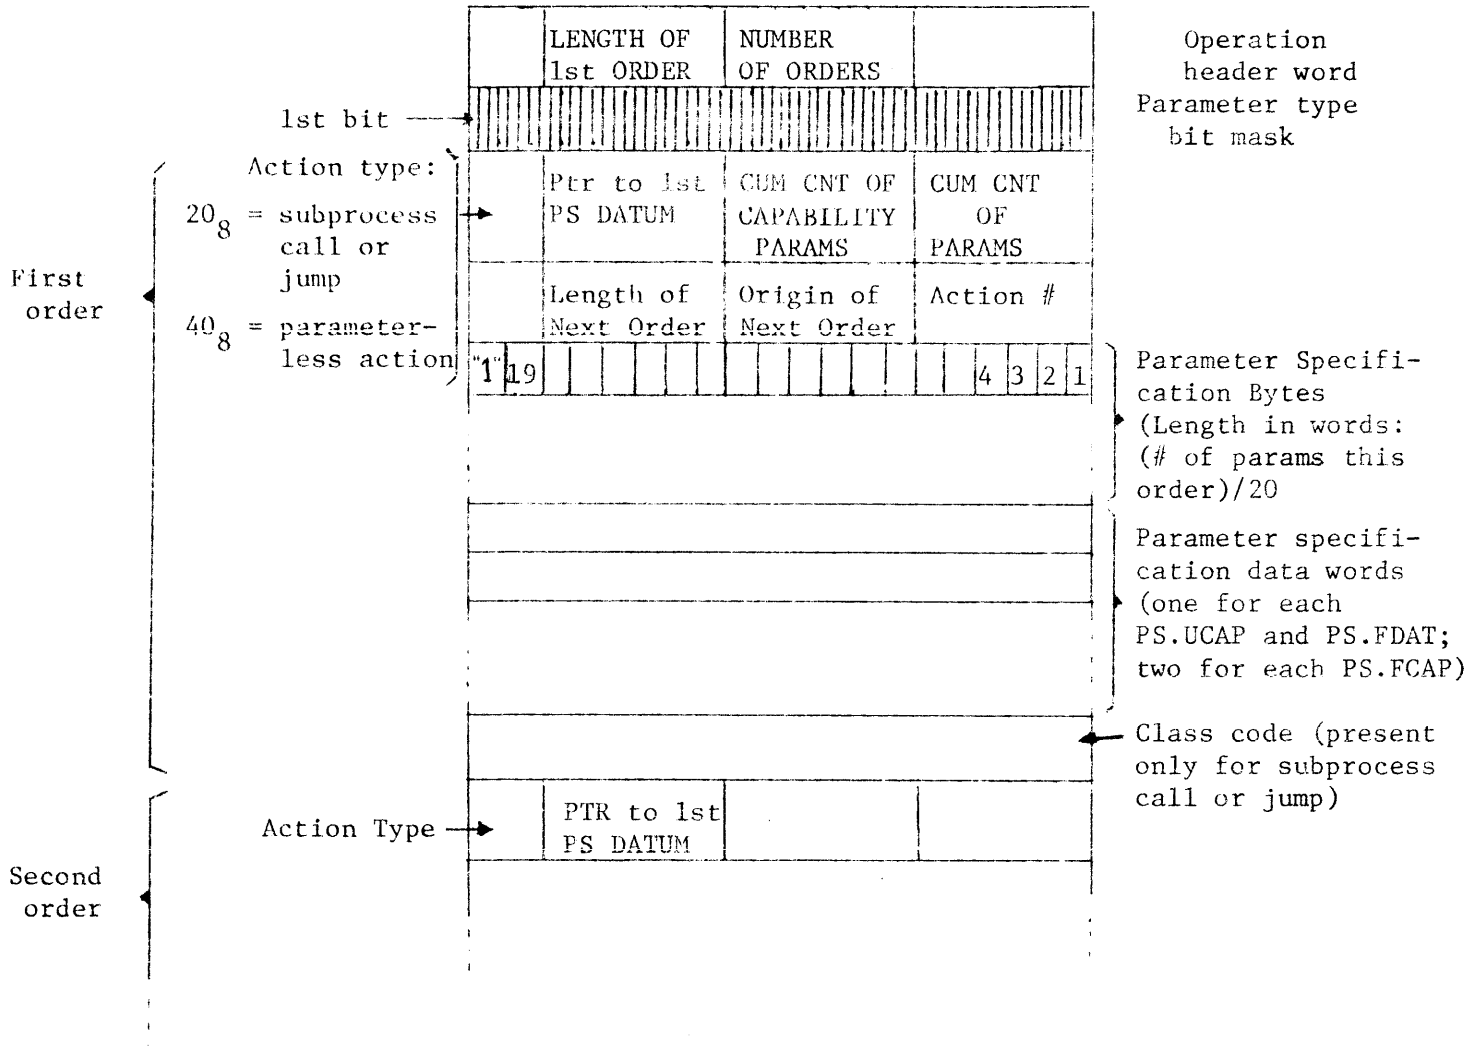 LENGTH OF
1st ORDER
NUMBER
OF ORDERS
Operation
header word
Parameter type
bit mask
1st bit
Action type:
20₈ = subprocess
call or
jump
40₈ = parameter-
less action
First
order
Ptr to 1st
PS DATUM
CUM CNT OF
CAPABILITY
PARAMS
CUM CNT
OF
PARAMS
Length of
Next Order
Origin of
Next Order
Action #
"1" 19 4 3 2 1
Parameter Specifi-
cation Bytes
(Length in words:
(# of params this
order)/20
Parameter specifi-
cation data words
(one for each
PS.UCAP and PS.FDAT;
two for each PS.FCAP)
Class code (present
only for subprocess
call or jump)
Action Type
PTR to 1st
PS DATUM
Second
order